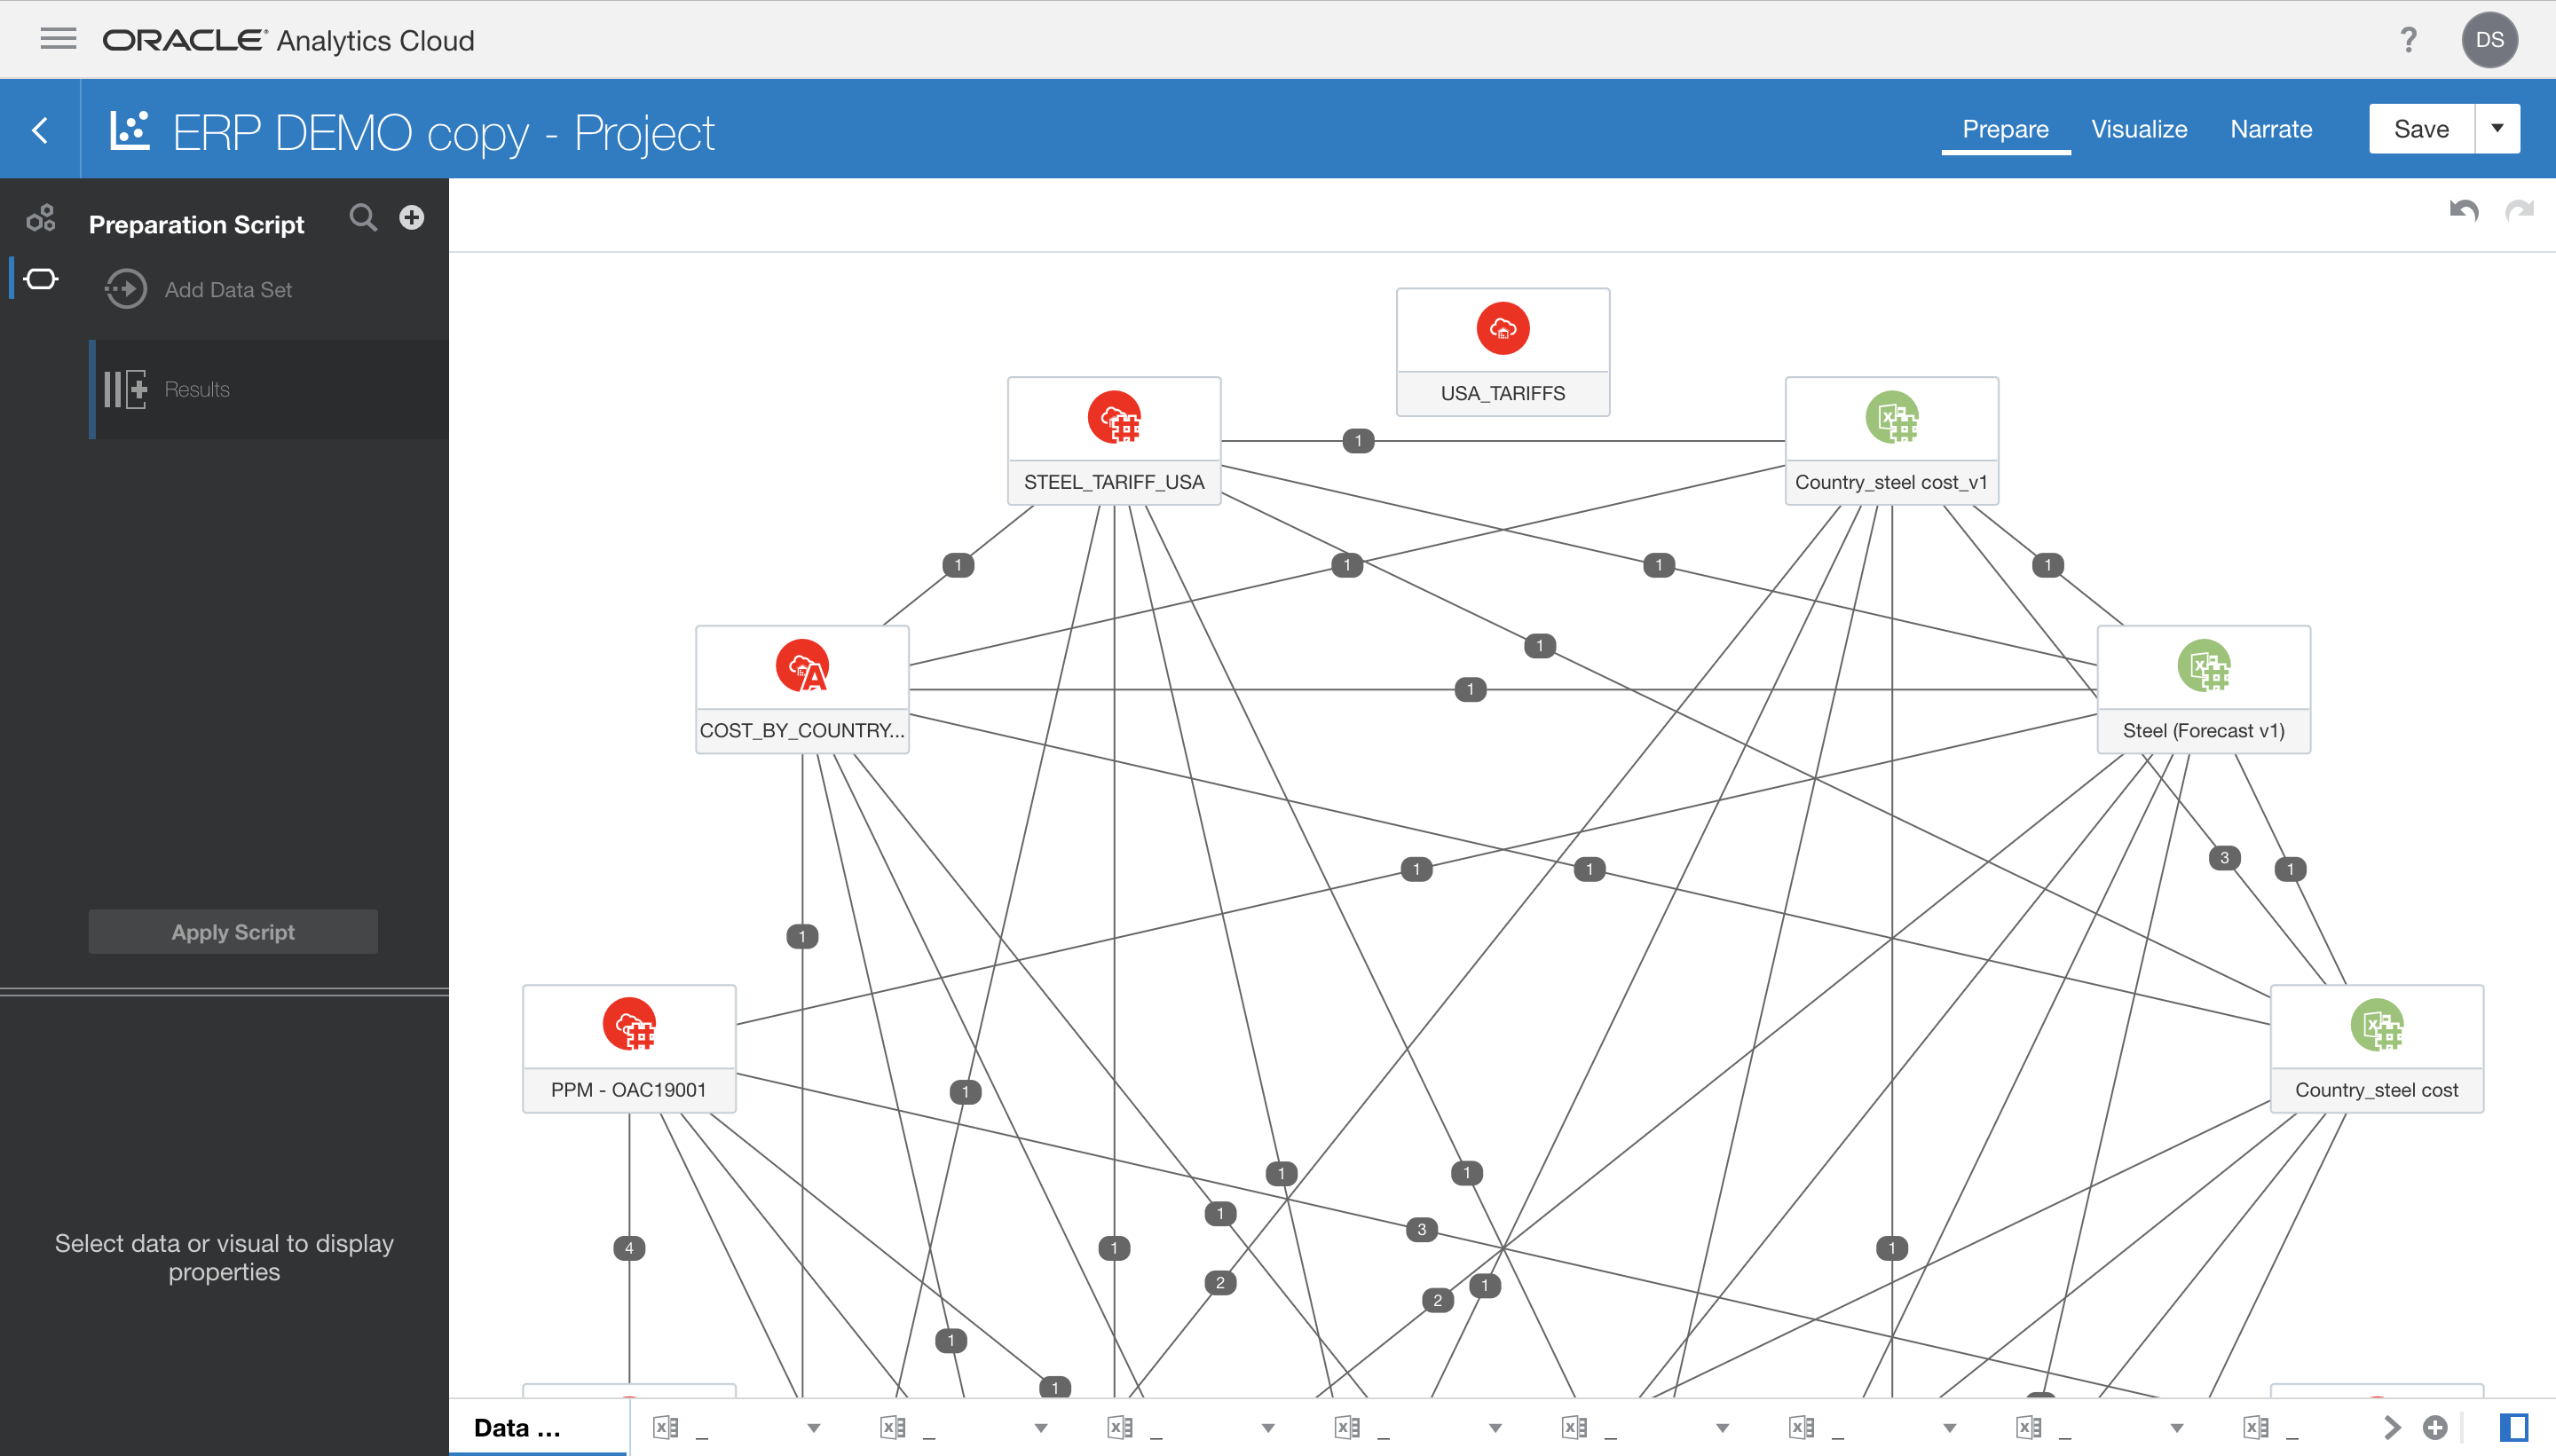 ORACLE Analytics Cloud
?
DS
ERP DEMO copy - Project
Prepare
Visualize
Narrate
Save
Preparation Script
Add Data Set
Results
Apply Script
Select data or visual to display
properties
USA_TARIFFS
STEEL_TARIFF_USA
Country_steel cost_v1
1
1
1
1
1
1
COST_BY_COUNTRY...
1
Steel (Forecast v1)
1
1
3
1
1
PPM - OAC19001
Country_steel cost
1
1
1
1
3
4
1
1
2
1
2
1
1
Data ...
_
_
_
_
_
_
_
_